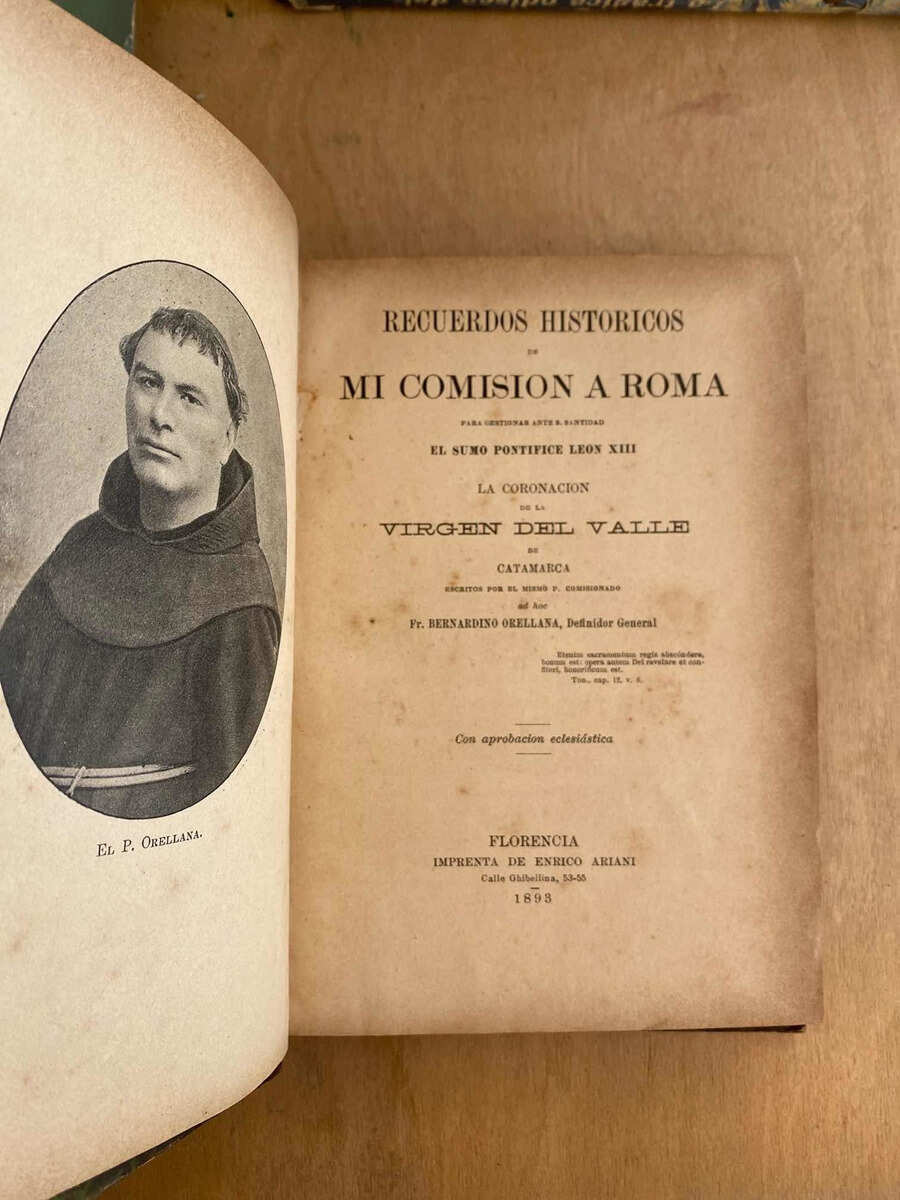 EL P. ORELLANA.
RECUERDOS HISTORICOS
DE
MI COMISION A ROMA
PARA GESTIONAR ANTE S. SANTIDAD
EL SUMO PONTIFICE LEON XIII
LA CORONACION
DE LA
VIRGEN DEL VALLE
DE
CATAMARCA
ESCRITOS POR EL MISMO P. COMISIONADO
ad hoc
Fr. BERNARDINO ORELLANA, Definidor General
Etenim sacramentum regis abscóndere,
bonum est: opera autem Dei revelare et con-
fiteri, honorificum est.
Tob., cap. 12, v. 6.
Con aprobacion eclesiástica
FLORENCIA
IMPRENTA DE ENRICO ARIANI
Calle Ghibellina, 53-55
1893